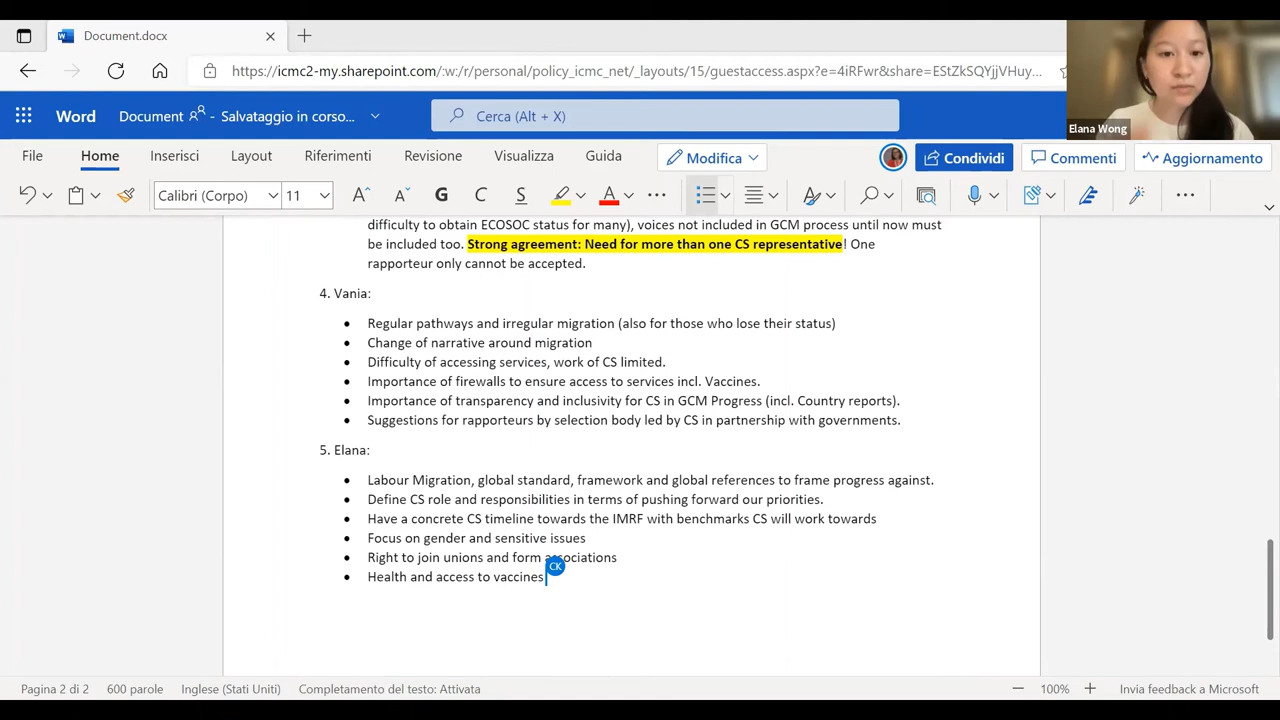 Document.docx
https://icmc2-my.sharepoint.com/:w:/r/personal/policy_icmc_net/_layouts/15/guestaccess.aspx?e=4iRFwr&share=EStZkSQYjjVHuy...
Elana Wong
Word Document - Salvataggio in corso... Cerca (Alt + X)
File Home Inserisci Layout Riferimenti Revisione Visualizza Guida Modifica Condividi Commenti Aggiornamento
Calibri (Corpo) 11 G C S A
difficulty to obtain ECOSOC status for many), voices not included in GCM process until now must
be included too. Strong agreement: Need for more than one CS representative! One
rapporteur only cannot be accepted.
4. Vania:
• Regular pathways and irregular migration (also for those who lose their status)
• Change of narrative around migration
• Difficulty of accessing services, work of CS limited.
• Importance of firewalls to ensure access to services incl. Vaccines.
• Importance of transparency and inclusivity for CS in GCM Progress (incl. Country reports).
• Suggestions for rapporteurs by selection body led by CS in partnership with governments.
5. Elana:
• Labour Migration, global standard, framework and global references to frame progress against.
• Define CS role and responsibilities in terms of pushing forward our priorities.
• Have a concrete CS timeline towards the IMRF with benchmarks CS will work towards
• Focus on gender and sensitive issues
• Right to join unions and form associations
CK
• Health and access to vaccines
Pagina 2 di 2 600 parole Inglese (Stati Uniti) Completamento del testo: Attivata 100% Invia feedback a Microsoft